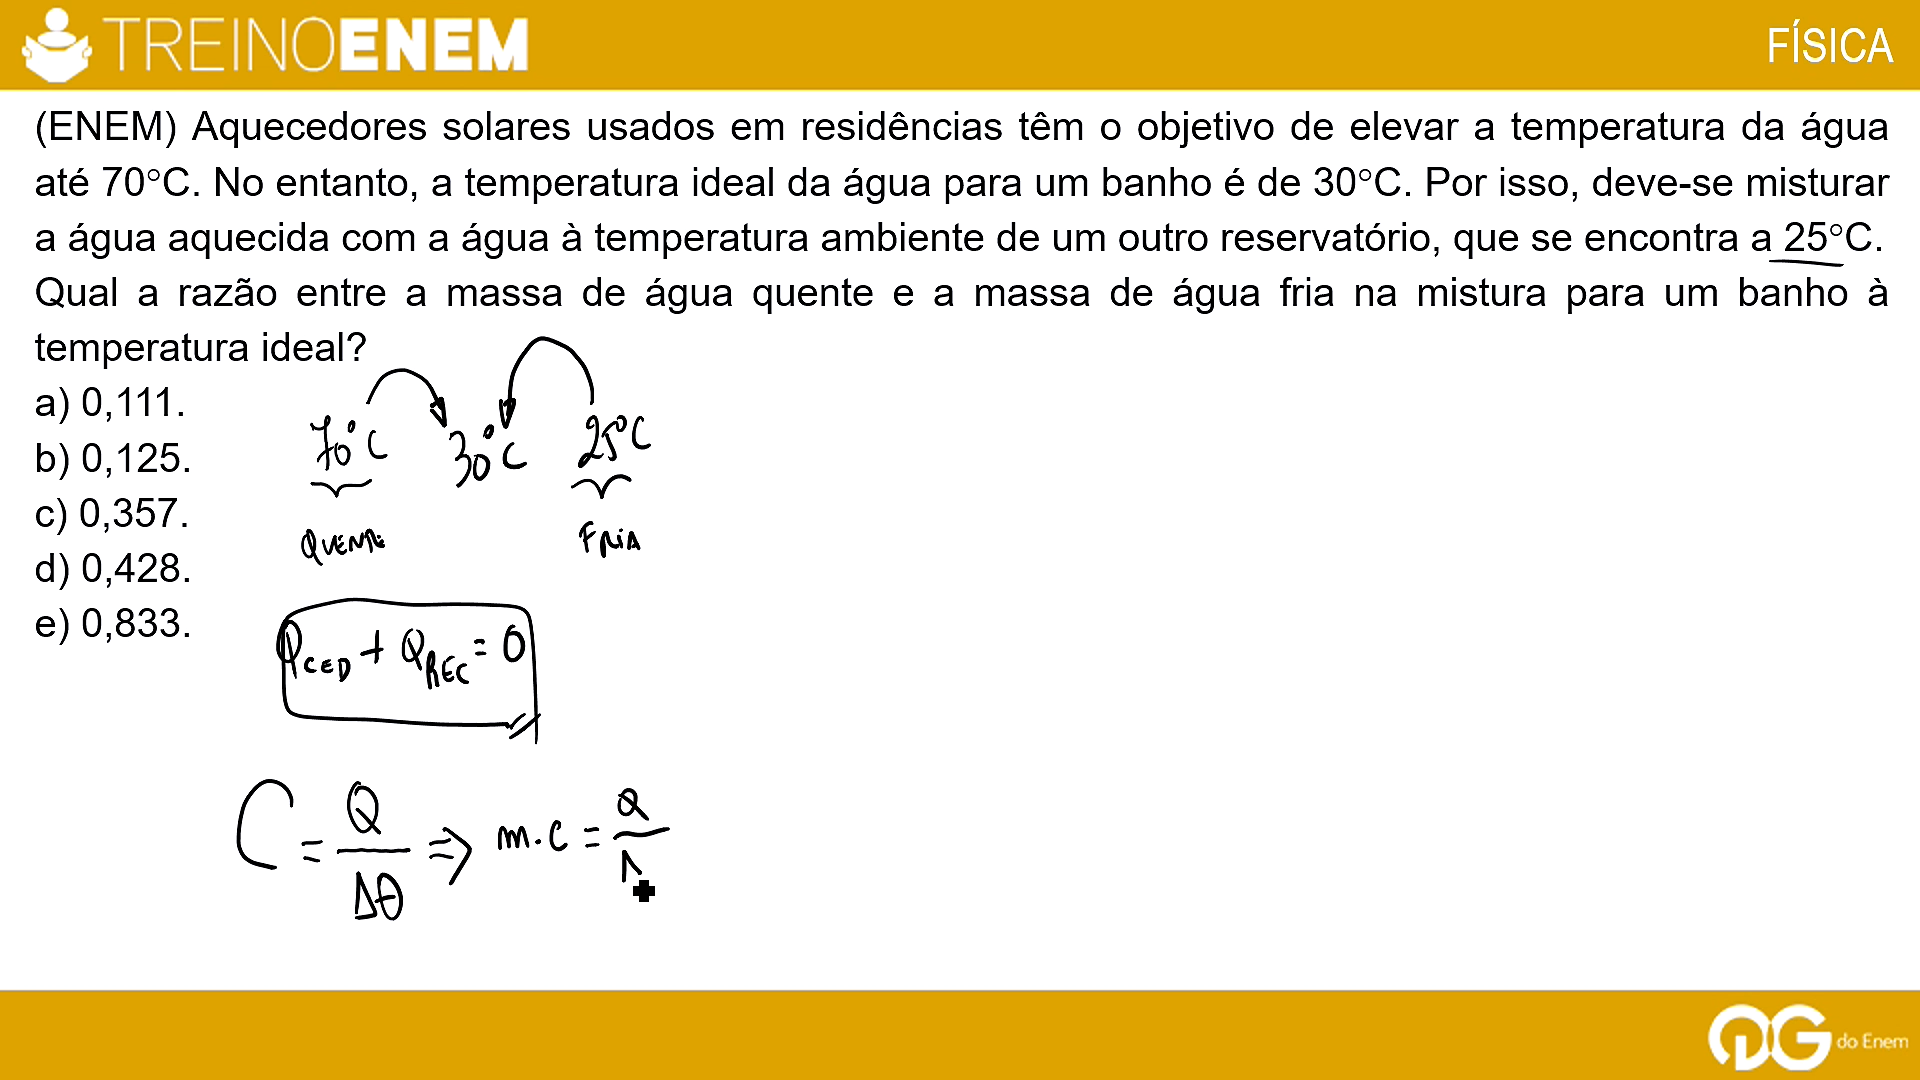 TREINOENEM
FÍSICA
(ENEM) Aquecedores solares usados em residências têm o objetivo de elevar a temperatura da água
até 70°C. No entanto, a temperatura ideal da água para um banho é de 30°C. Por isso, deve-se misturar
a água aquecida com a água à temperatura ambiente de um outro reservatório, que se encontra a 25°C.
Qual a razão entre a massa de água quente e a massa de água fria na mistura para um banho à
temperatura ideal?
a) 0,111.
b) 0,125.
c) 0,357.
d) 0,428.
e) 0,833.
70°C 30°C 25°C
QUENTE FRIA
QCED + QREC = 0
C = Q/Δθ ⇒ m.c = Q/Δ
QG do Enem